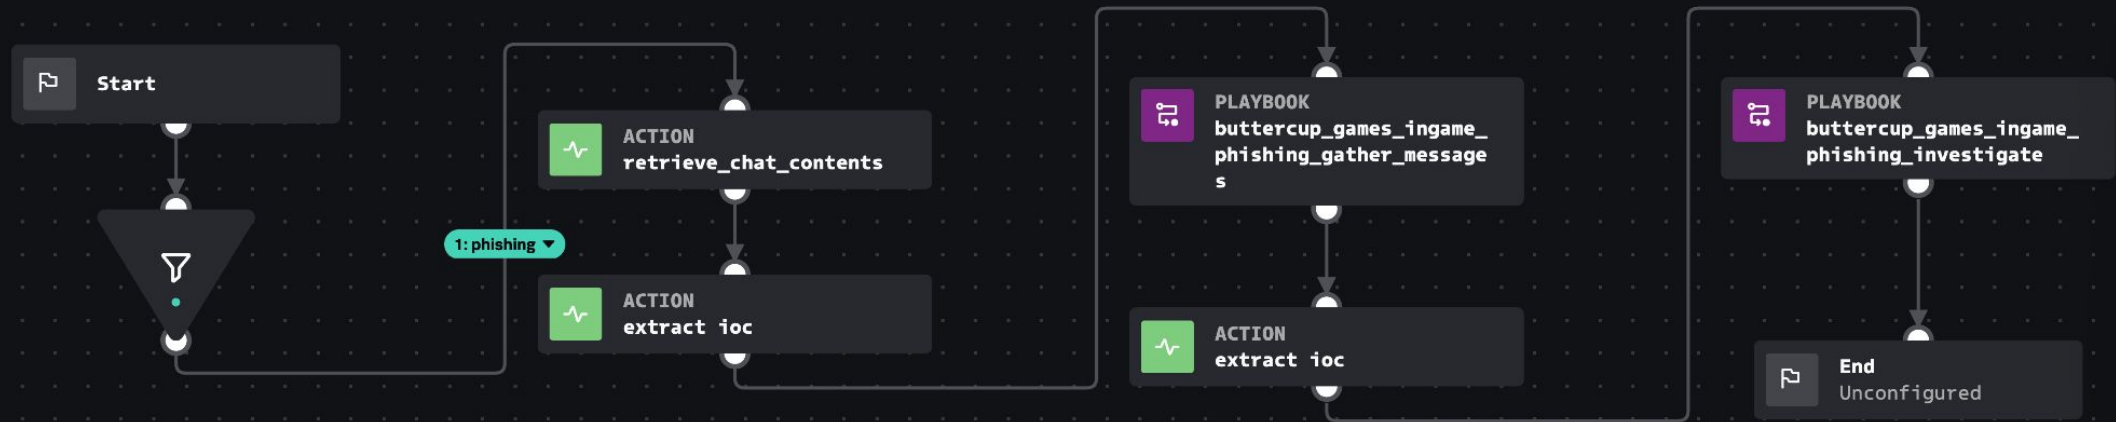 Start
1: phishing
ACTION
retrieve_chat_contents
ACTION
extract ioc
PLAYBOOK
buttercup_games_ingame_
phishing_gather_message
s
ACTION
extract ioc
PLAYBOOK
buttercup_games_ingame_
phishing_investigate
End
Unconfigured